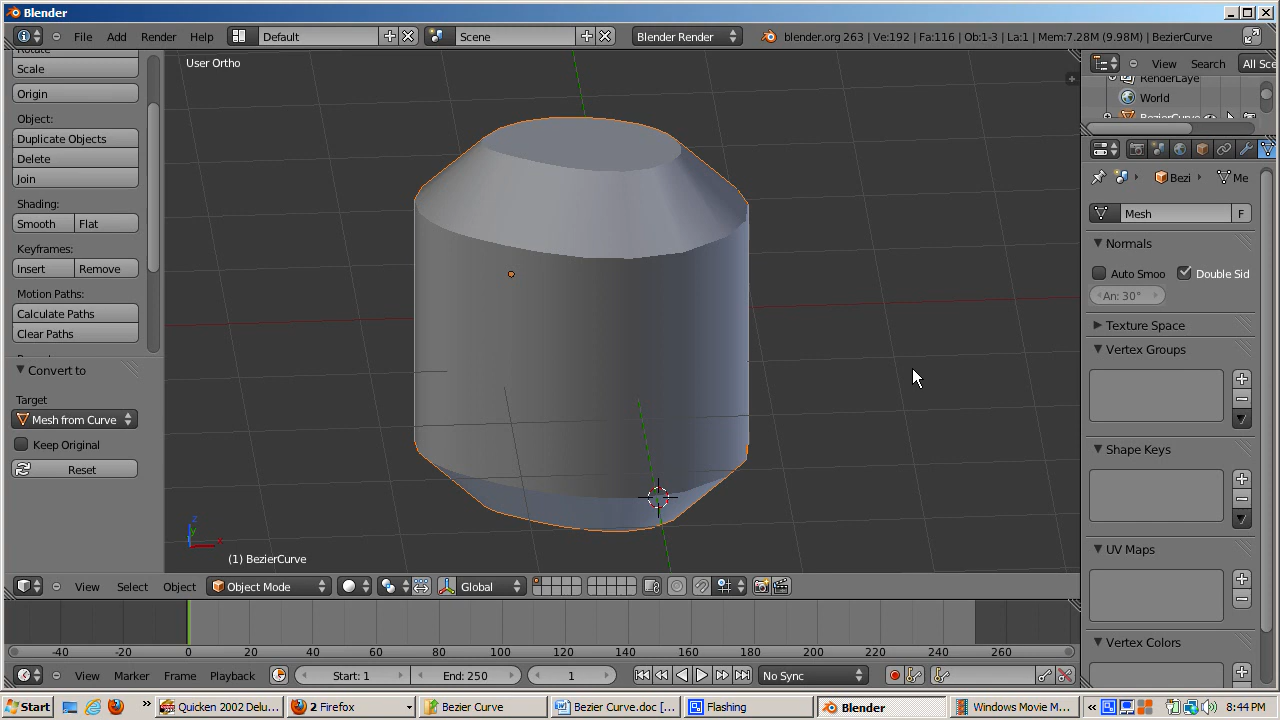 Blender
File Add Render Help Default Scene Blender Render blender.org 263 | Ve:192 | Fa:116 | Ob:1-3 | La:1 | Mem:7.28M (9.98M) | BezierCurve
Scale
Origin
Object:
Duplicate Objects
Delete
Join
Shading:
Smooth Flat
Keyframes:
Insert Remove
Motion Paths:
Calculate Paths
Clear Paths
Convert to
Target
Mesh from Curve
Keep Original
Reset
User Ortho
z
y
x
(1) BezierCurve
View Search All Sce
RenderLaye
World
BezierCurve
Bezi Me
Mesh F
Normals
Auto Smoo Double Sid
An: 30°
Texture Space
Vertex Groups
Shape Keys
UV Maps
Vertex Colors
View Select Object Object Mode Global
-40 -20 0 20 40 60 80 100 120 140 160 180 200 220 240 260
View Marker Frame Playback Start: 1 End: 250 1 No Sync
Start Quicken 2002 Delu... 2 Firefox Bezier Curve Bezier Curve.doc [... Flashing Blender Windows Movie M... 8:44 PM